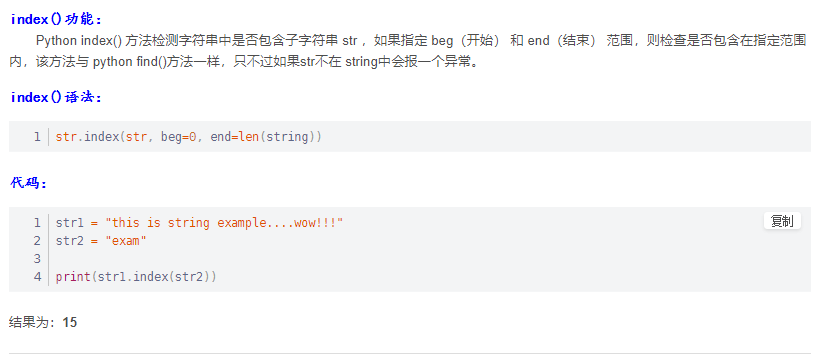 index()功能：
Python index() 方法检测字符串中是否包含子字符串 str ，如果指定 beg（开始） 和 end（结束） 范围，则检查是否包含在指定范围
内，该方法与 python find()方法一样，只不过如果str不在 string中会报一个异常。
index()语法：
1 str.index(str, beg=0, end=len(string))
代码：
1 str1 = "this is string example....wow!!!"
复制
2 str2 = "exam"
3
4 print(str1.index(str2))
结果为：15